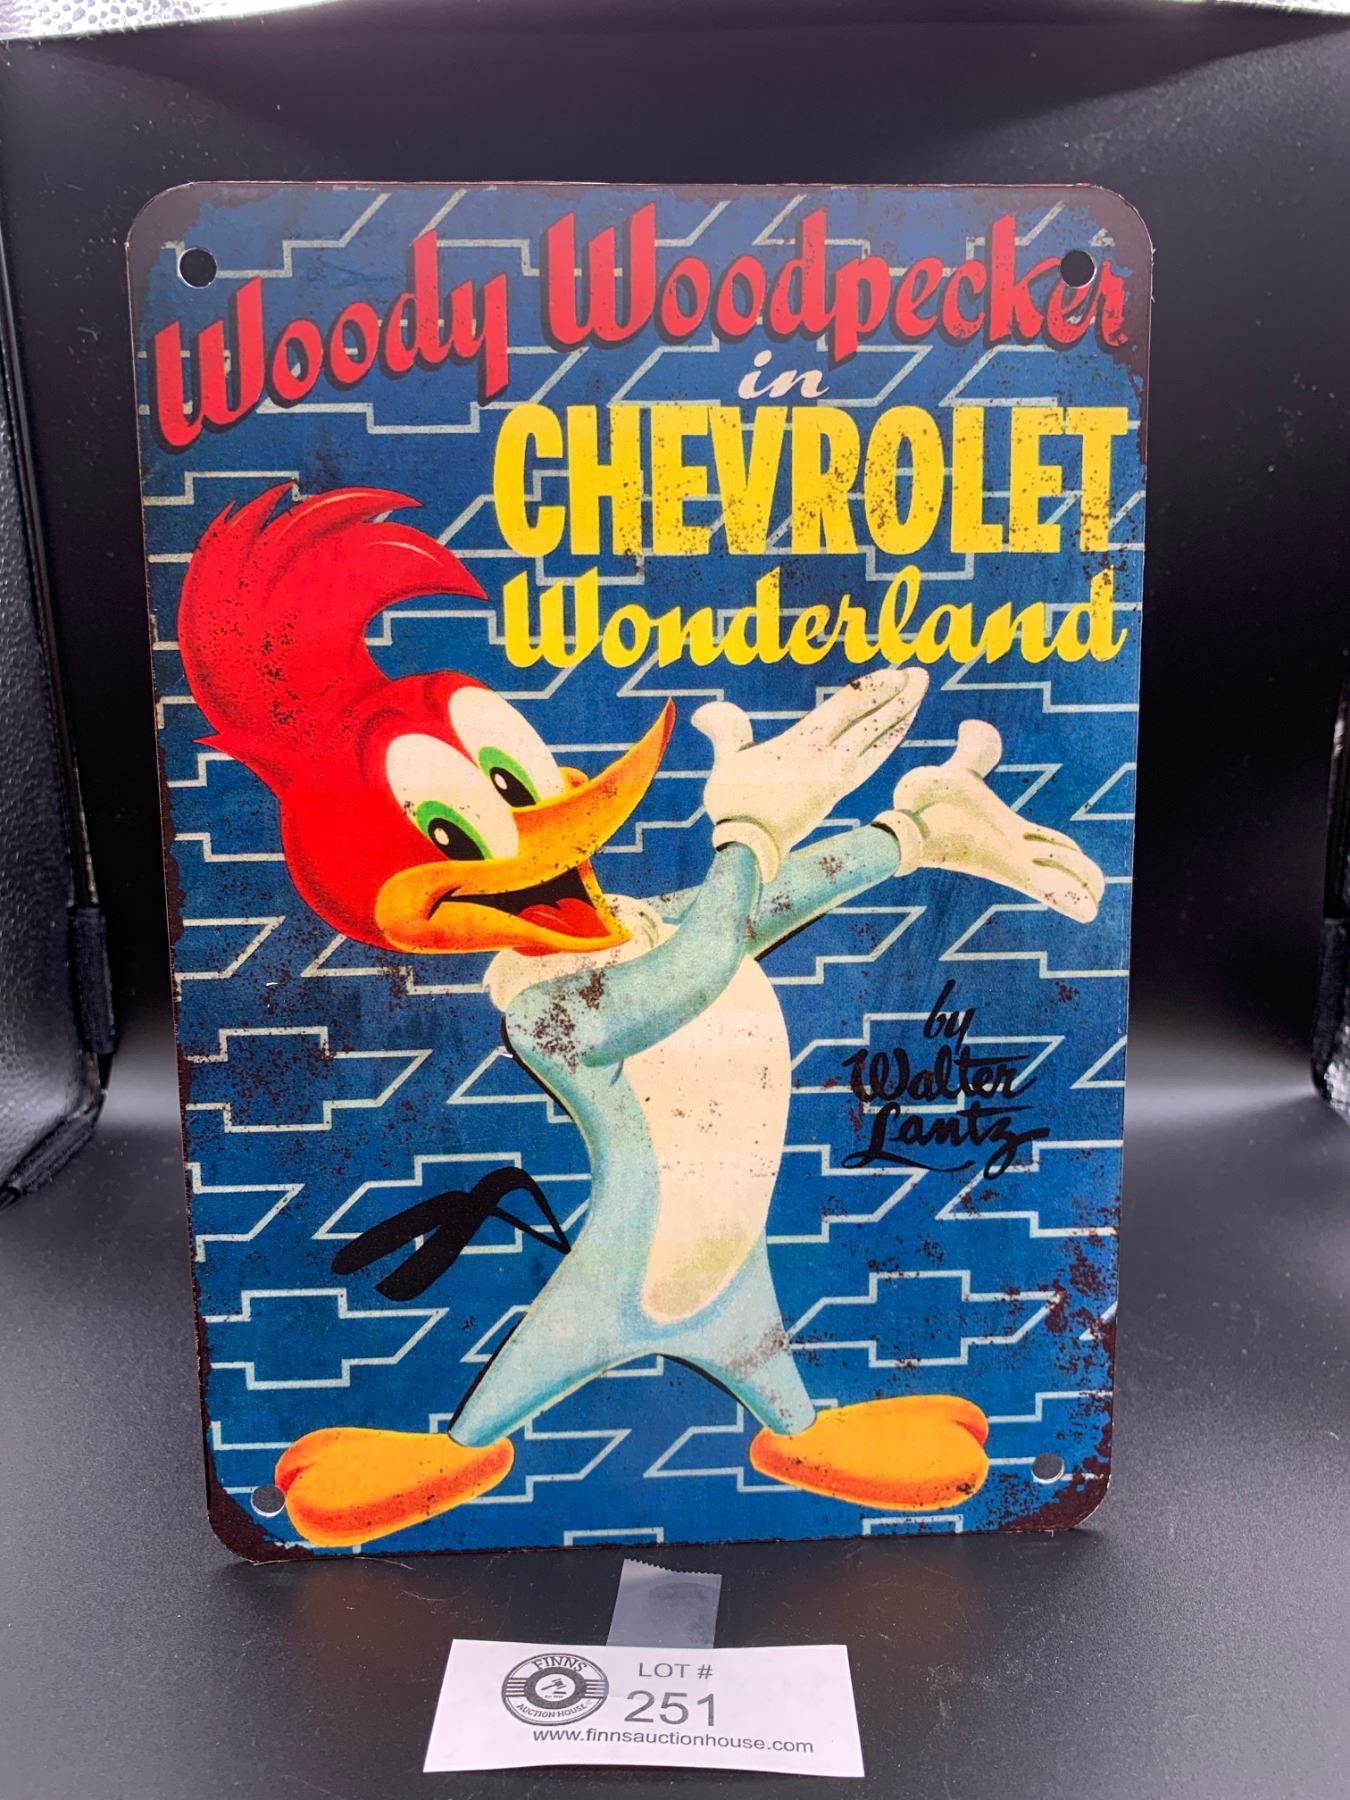 Woody Woodpecker
in
CHEVROLET
Wonderland
by
Walter
Lantz
FINNS
AUCTION HOUSE
LOT #
251
www.finnsauctionhouse.com